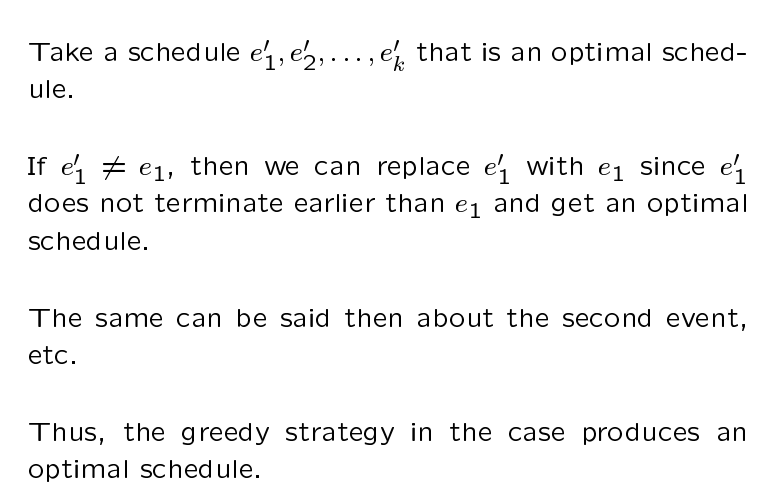 Take a schedule e′₁, e′₂, . . . , e′ₖ that is an optimal sched-
ule.
If e′₁ ≠ e₁, then we can replace e′₁ with e₁ since e′₁
does not terminate earlier than e₁ and get an optimal
schedule.
The same can be said then about the second event,
etc.
Thus, the greedy strategy in the case produces an
optimal schedule.